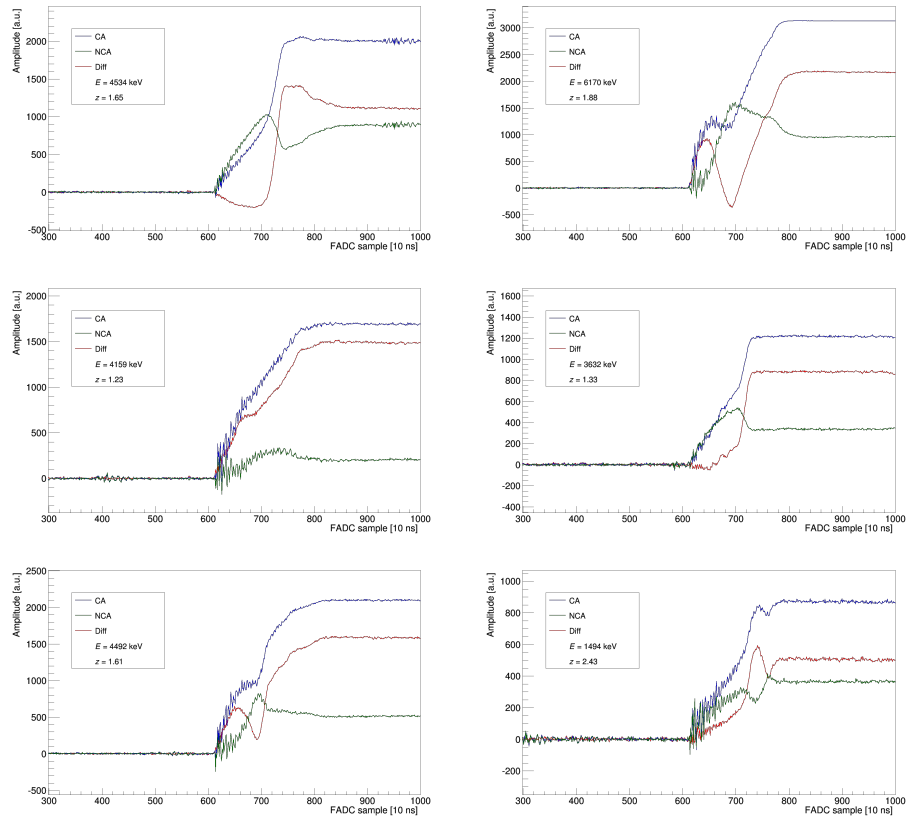 Amplitude [a.u.]
2000
1500
1000
500
0
-500
CA
NCA
Diff
E = 4534 keV
z = 1.65
300 400 500 600 700 800 900 1000
FADC sample [10 ns]
Amplitude [a.u.]
3000
2500
2000
1500
1000
500
0
-500
CA
NCA
Diff
E = 6170 keV
z = 1.88
300 400 500 600 700 800 900 1000
FADC sample [10 ns]
Amplitude [a.u.]
2000
1500
1000
500
0
CA
NCA
Diff
E = 4159 keV
z = 1.23
300 400 500 600 700 800 900 1000
FADC sample [10 ns]
Amplitude [a.u.]
1600
1400
1200
1000
800
600
400
200
0
-200
-400
CA
NCA
Diff
E = 3632 keV
z = 1.33
300 400 500 600 700 800 900 1000
FADC sample [10 ns]
Amplitude [a.u.]
2500
2000
1500
1000
500
0
-500
CA
NCA
Diff
E = 4492 keV
z = 1.61
300 400 500 600 700 800 900 1000
FADC sample [10 ns]
Amplitude [a.u.]
1000
800
600
400
200
0
-200
CA
NCA
Diff
E = 1494 keV
z = 2.43
300 400 500 600 700 800 900 1000
FADC sample [10 ns]